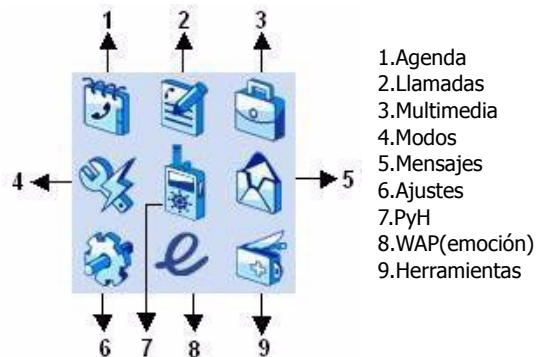 1 2 3
4 5
6 7 8 9
1.Agenda
2.Llamadas
3.Multimedia
4.Modos
5.Mensajes
6.Ajustes
7.PyH
8.WAP(emoción)
9.Herramientas